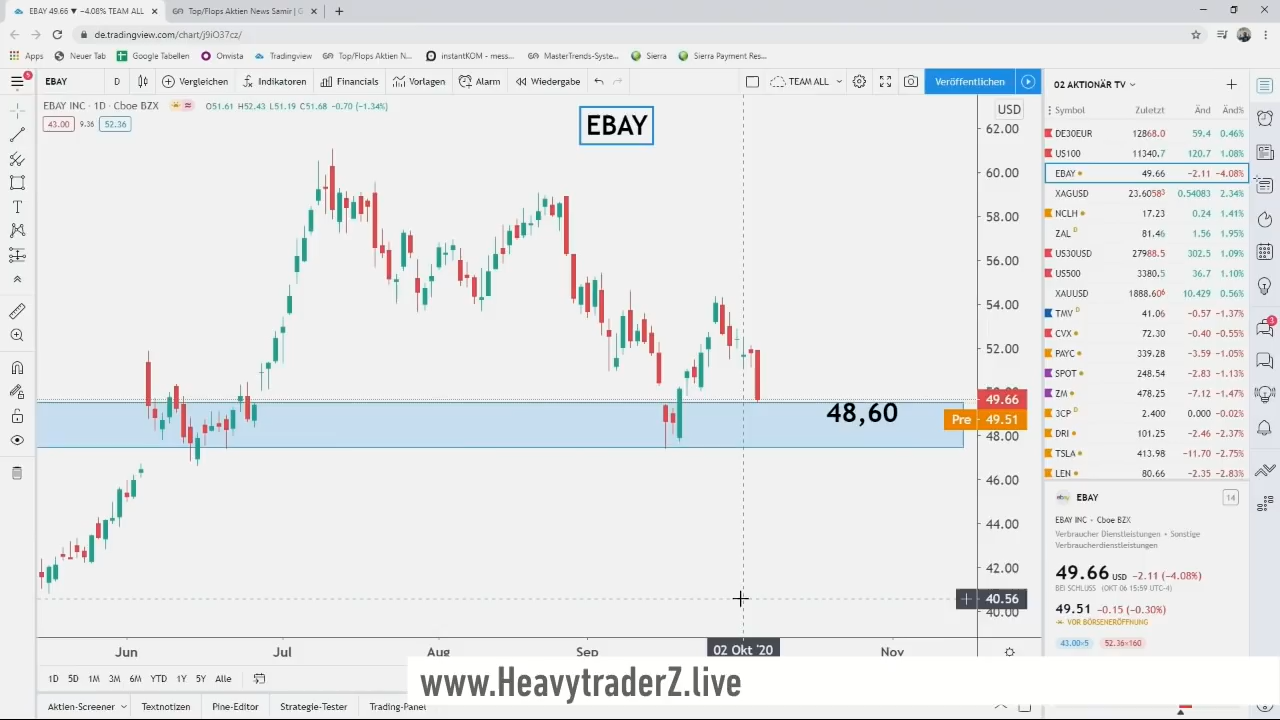 EBAY 49.66 ▼ −4.08% TEAM ALL
Top/Flops Aktien News Samir | G
de.tradingview.com/chart/j9iO37cz/
Apps
Neuer Tab
Google Tabellen
Onvista
Tradingview
Top/Flops Aktien N...
instantKOM - mess...
MasterTrends-Syste...
Sierra
Sierra Payment Res...
EBAY
D
Vergleichen
Indikatoren
Financials
Vorlagen
Alarm
Wiedergabe
TEAM ALL
Veröffentlichen
EBAY INC · 1D · Cboe BZX
O51.61 H52.43 L51.19 C51.68 −0.70 (−1.34%)
43.00 9.36 52.36
EBAY
48,60
USD
62.00
60.00
58.00
56.00
54.00
52.00
49.66
Pre 49.51
48.00
46.00
44.00
42.00
40.56
40.00
Jun
Jul
Aug
Sep
02 Okt '20
Nov
1D 5D 1M 3M 6M YTD 1Y 5Y Alle
Aktien-Screener
Textnotizen
Pine-Editor
Strategie-Tester
Trading-Panel
www.HeavytraderZ.live
02 AKTIONÄR TV
Symbol Zuletzt Änd Änd%
DE30EUR 12868.0 59.4 0.46%
US100 11340.7 120.7 1.08%
EBAY 49.66 −2.11 −4.08%
XAGUSD 23.6058⁵ 0.54083 2.34%
NCLH 17.23 0.24 1.41%
ZAL D 81.46 1.56 1.95%
US30USD 27988.5 302.5 1.09%
US500 3380.5 36.7 1.10%
XAUUSD 1888.60⁶ 10.429 0.56%
TMV D 41.06 −0.57 −1.37%
CVX 72.30 −0.40 −0.55%
PAYC 339.28 −3.59 −1.05%
SPOT 248.54 −2.83 −1.13%
ZM 478.25 −7.12 −1.47%
3CP D 2.400 0.000 −0.02%
DRI 101.25 −2.46 −2.37%
TSLA 413.98 −11.70 −2.75%
LEN 80.66 −2.35 −2.83%
ebay EBAY
14
EBAY INC · Cboe BZX
Verbraucher Dienstleistungen • Sonstige
Verbraucherdienstleistungen
49.66 USD −2.11 (−4.08%)
BEI SCHLUSS (OKT 06 15:59 UTC-4)
49.51 −0.15 (−0.30%)
VOR BÖRSENERÖFFNUNG
43.00×5 52.36×160